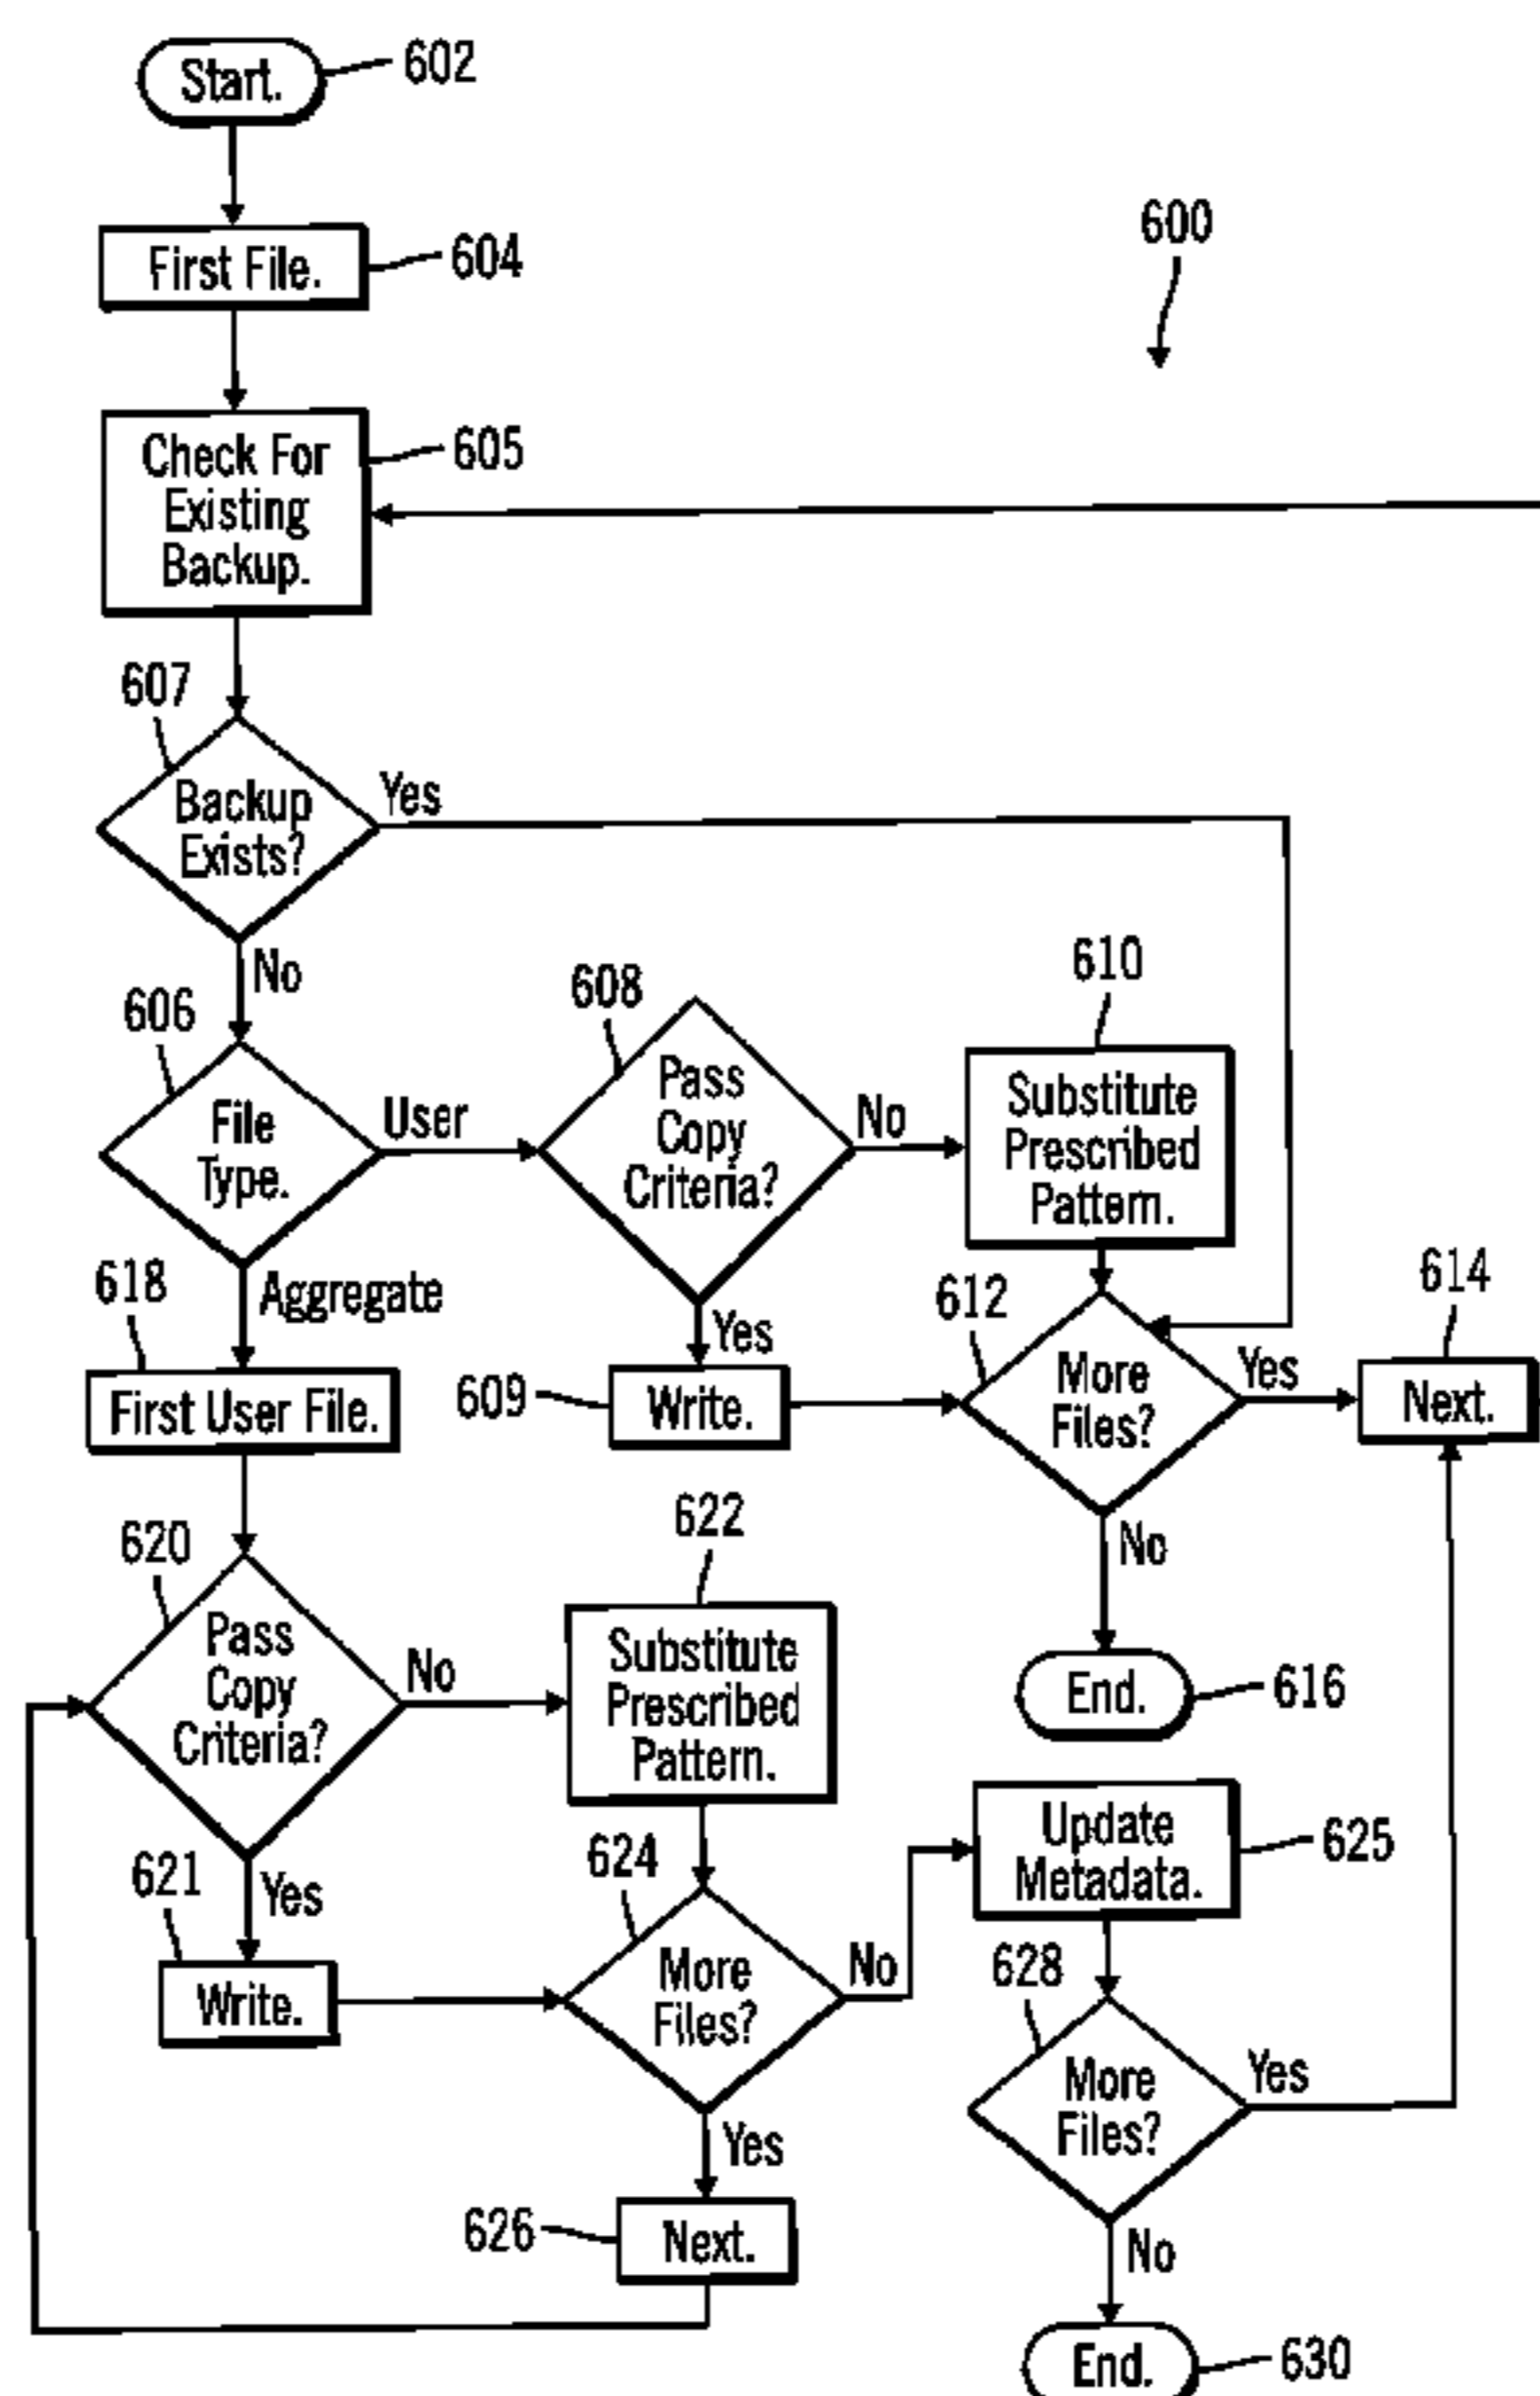 Start.
602
First File.
604
600
Check For
Existing
Backup.
605
607
Backup
Exists?
Yes
No
606
File
Type.
User
Aggregate
608
Pass
Copy
Criteria?
No
Yes
610
Substitute
Prescribed
Pattern.
609
Write.
612
More
Files?
Yes
No
614
Next.
End.
616
618
First User File.
620
Pass
Copy
Criteria?
No
Yes
622
Substitute
Prescribed
Pattern.
621
Write.
624
More
Files?
No
Yes
Update
Metadata.
625
626
Next.
628
More
Files?
Yes
No
End.
630